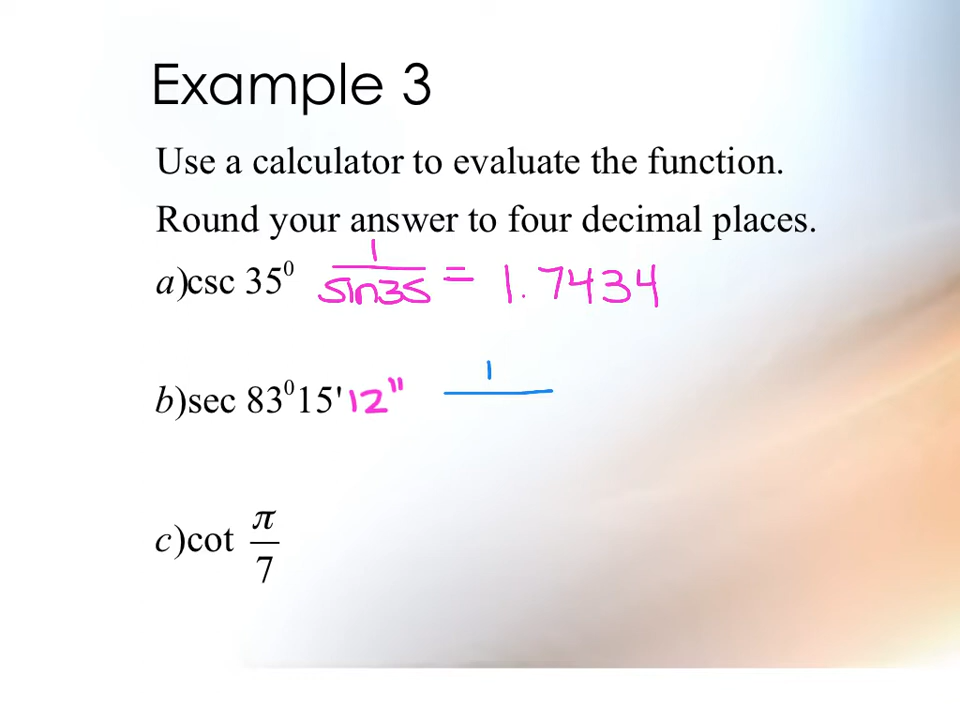 Example 3
Use a calculator to evaluate the function.
Round your answer to four decimal places.
a)csc 35⁰ 1/sin35 = 1.7434
b)sec 83⁰15'12" 1/
c)cot π/7